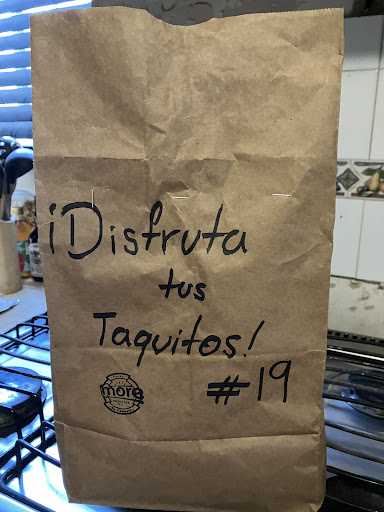 ¡Disfruta
tus
Taquitos!
more
#19